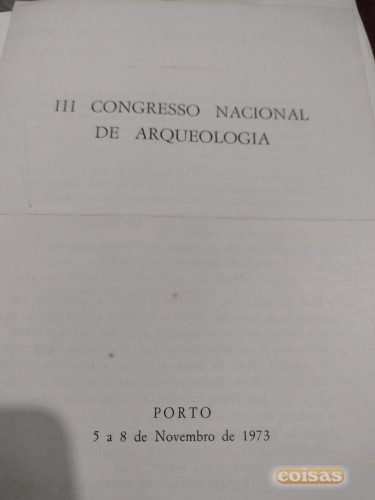 III CONGRESSO NACIONAL
DE ARQUEOLOGIA
PORTO
5 a 8 de Novembro de 1973
coisas